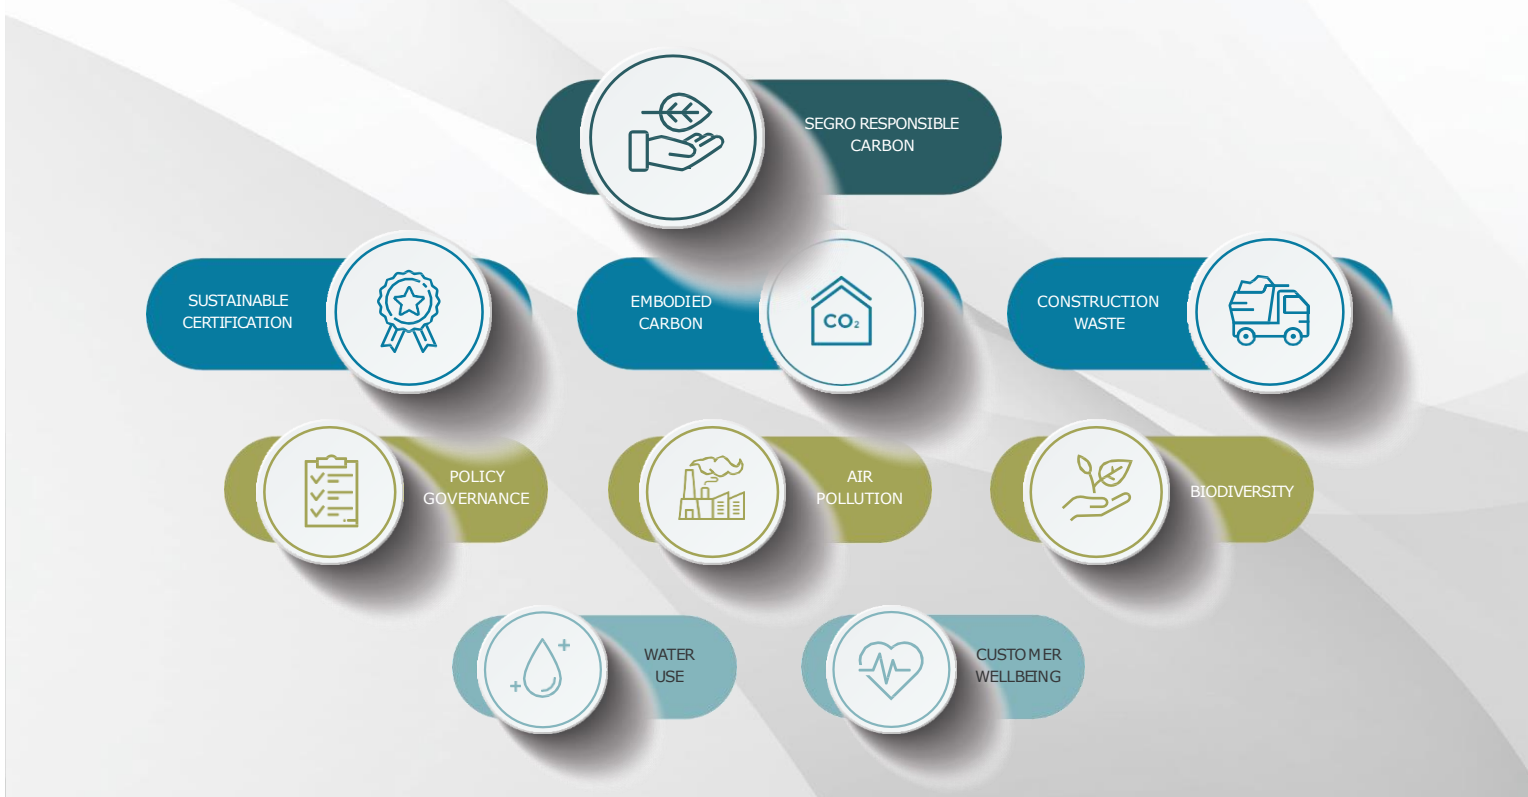 SEGRO RESPONSIBLE
CARBON
SUSTAINABLE
CERTIFICATION
EMBODIED
CARBON
CO₂
CONSTRUCTION
WASTE
POLICY
GOVERNANCE
AIR
POLLUTION
BIODIVERSITY
WATER
USE
CUSTOMER
WELLBEING